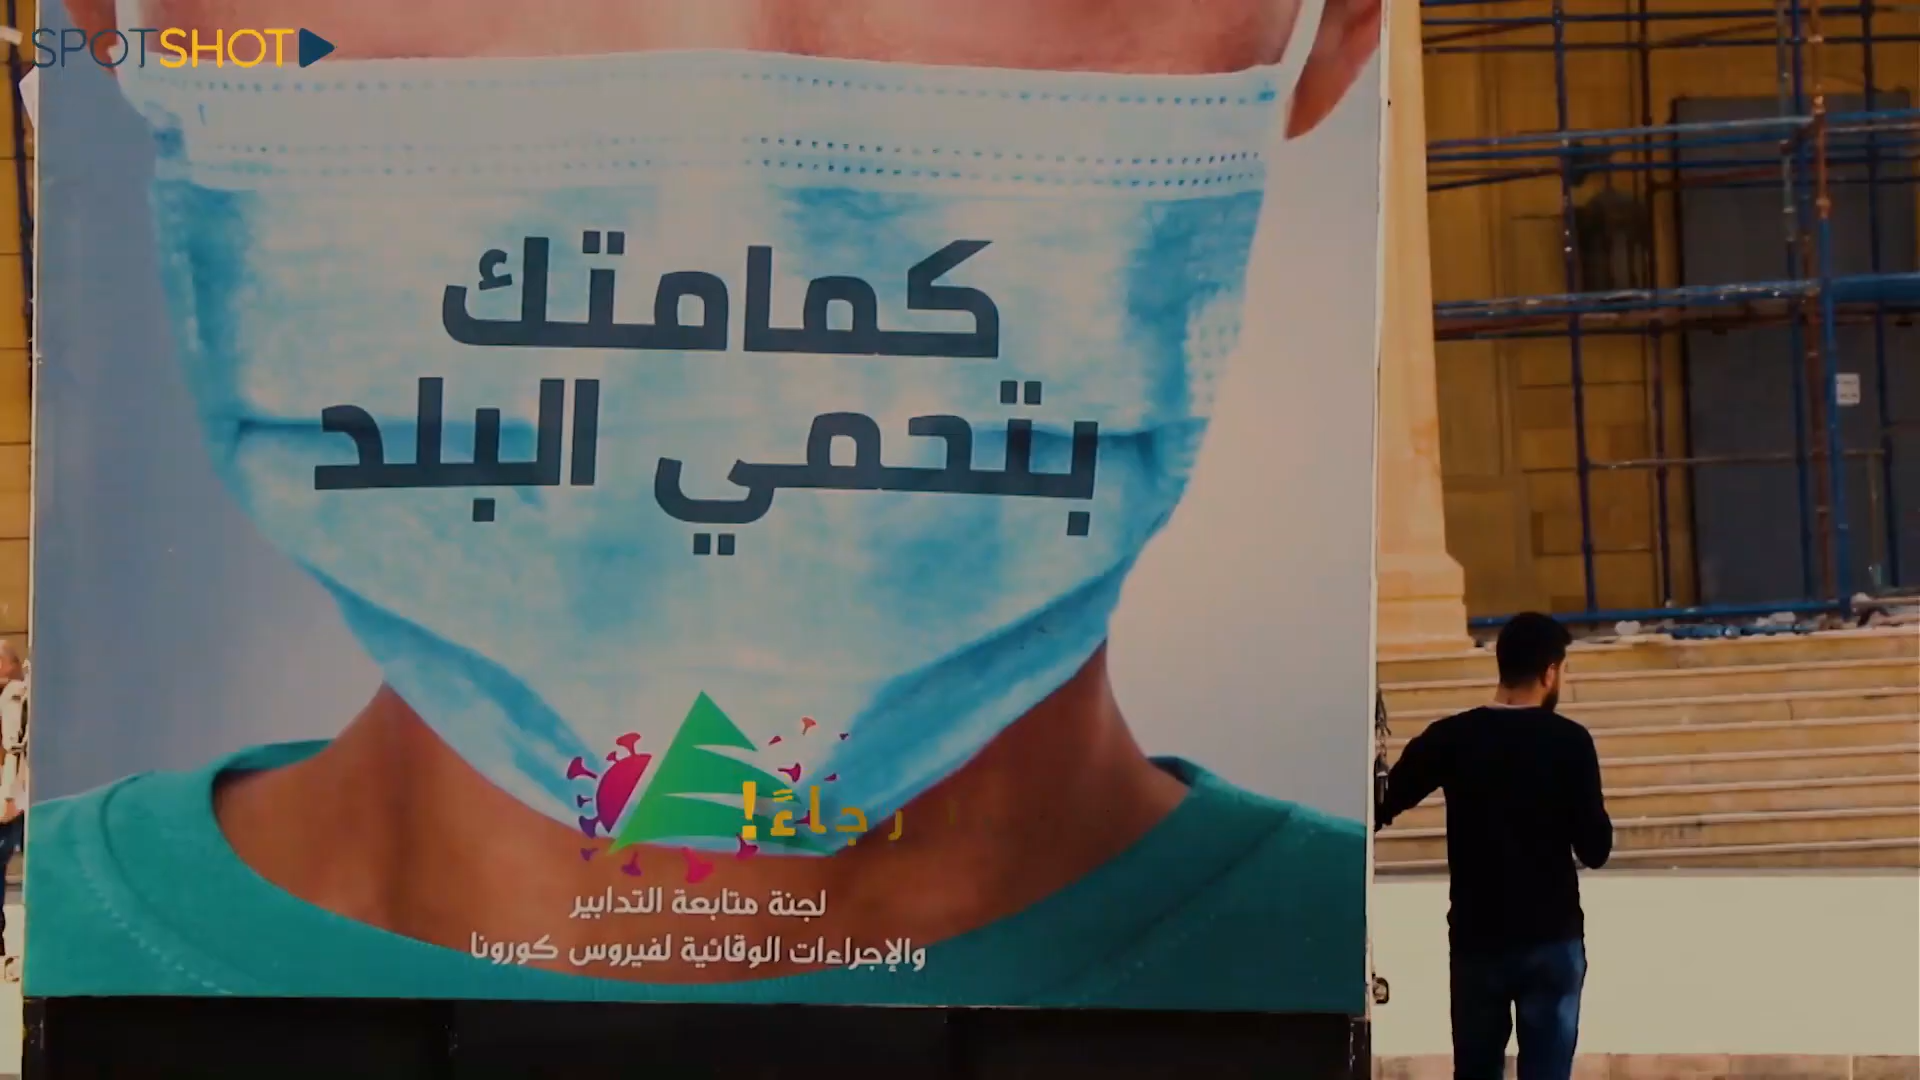 SPOTSHOT
كمامتك
بتحمي البلد
رجاءً!
لجنة متابعة التدابير
والإجراءات الوقائية لفيروس كورونا